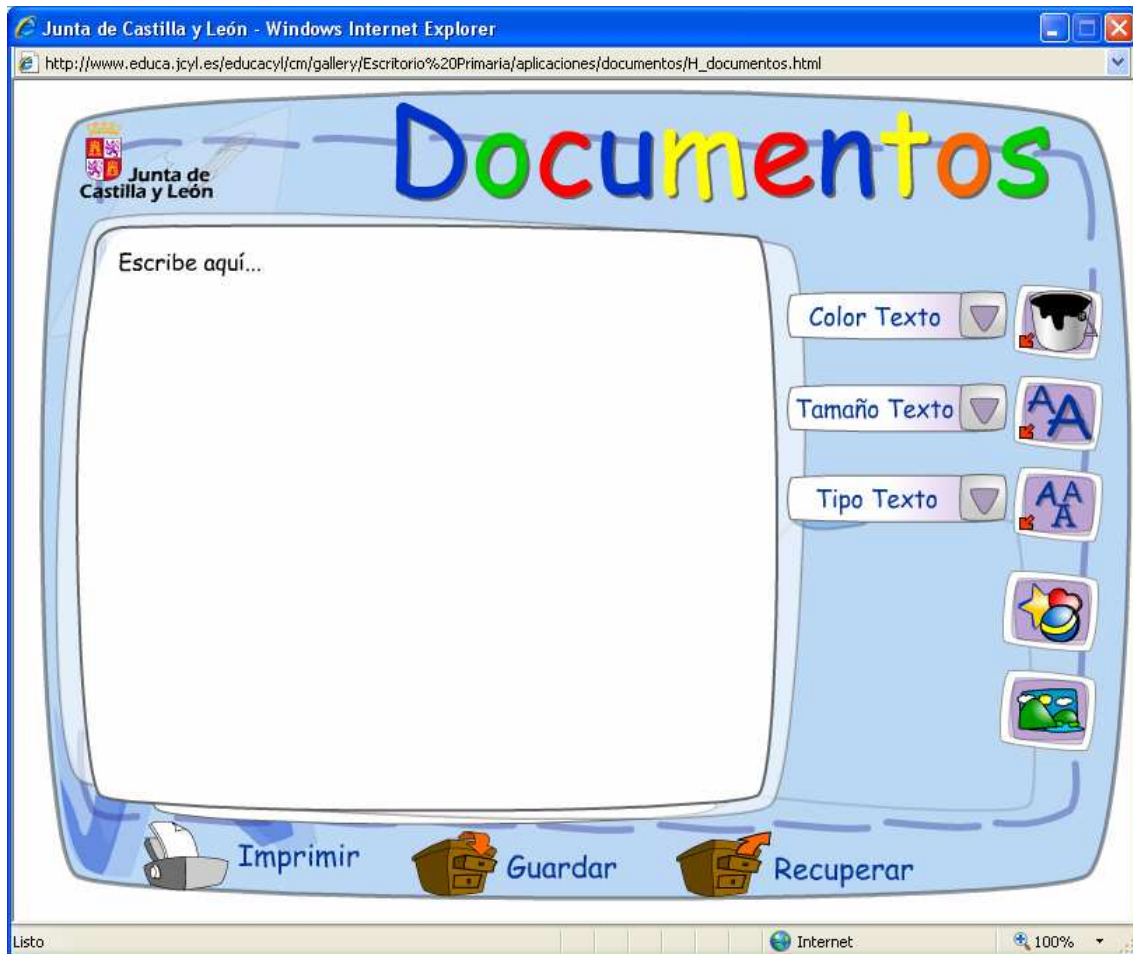 Junta de Castilla y León - Windows Internet Explorer
http://www.educa.jcyl.es/educacyl/cm/gallery/Escritorio%20Primaria/aplicaciones/documentos/H_documentos.html
Documentos
Junta de
Castilla y León
Escribe aquí...
Color Texto
Tamaño Texto
Tipo Texto
Imprimir
Guardar
Recuperar
Listo
Internet
100%